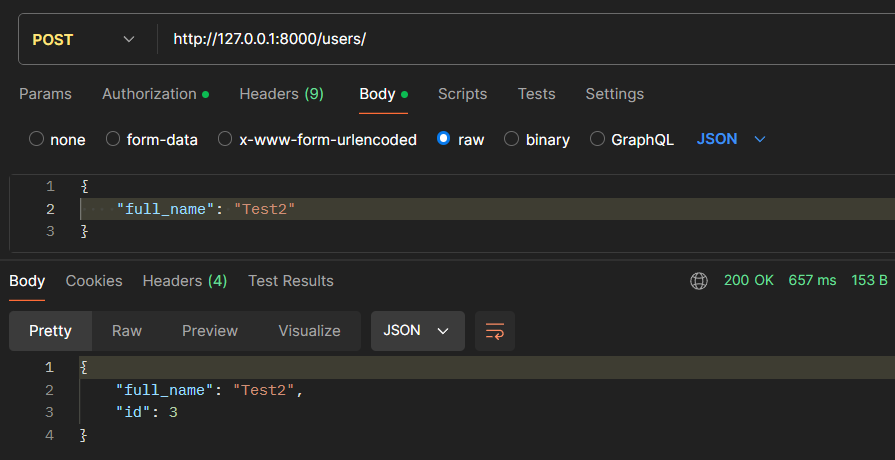 POST http://127.0.0.1:8000/users/
Params Authorization Headers (9) Body Scripts Tests Settings
none form-data x-www-form-urlencoded raw binary GraphQL JSON
1 {
2 "full_name": "Test2"
3 }
Body Cookies Headers (4) Test Results 200 OK 657 ms 153 B
Pretty Raw Preview Visualize JSON
1 {
2 "full_name": "Test2",
3 "id": 3
4 }